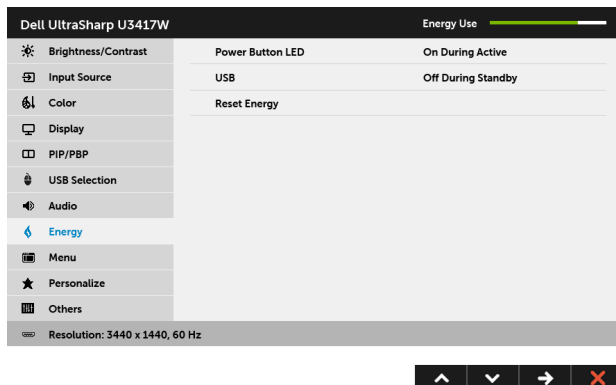 Dell UltraSharp U3417W Energy Use
Brightness/Contrast Power Button LED On During Active
Input Source USB Off During Standby
Color Reset Energy
Display
PIP/PBP
USB Selection
Audio
Energy
Menu
Personalize
Others
Resolution: 3440 x 1440, 60 Hz